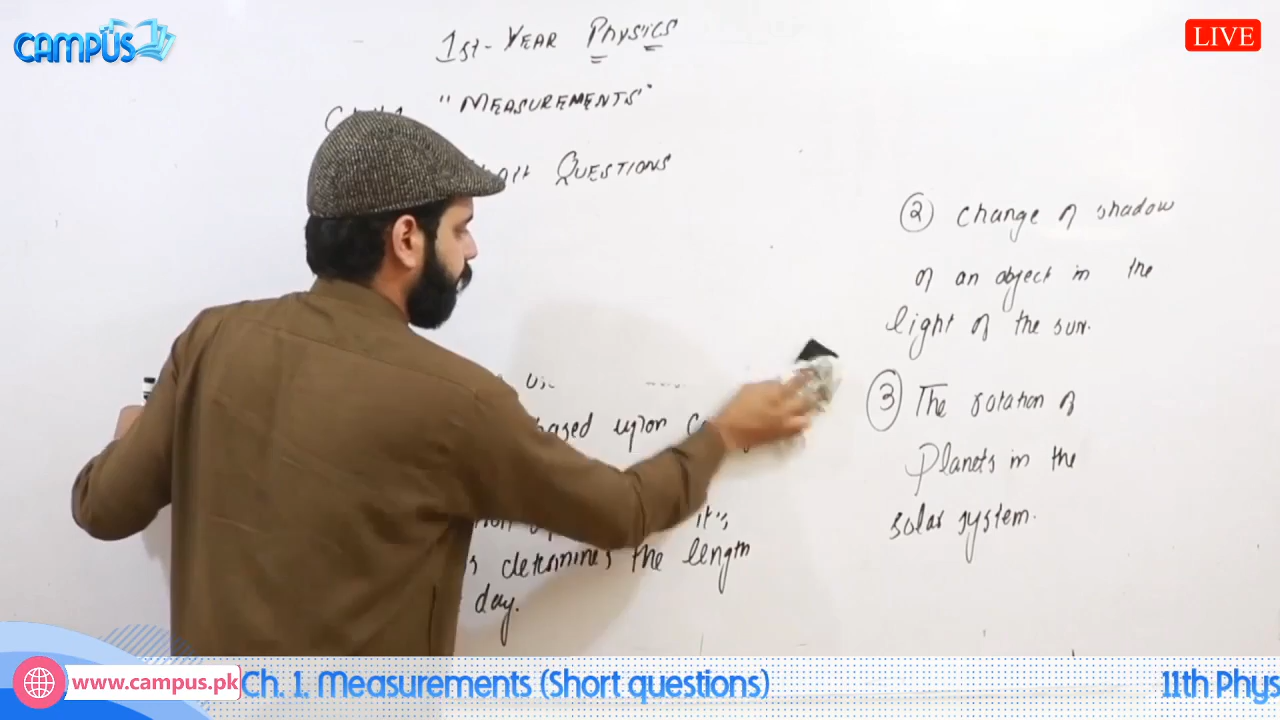 CAMPUS
LIVE
1st-YEAR Physics
"MEASUREMENTS"
QUESTIONS
② Change of shadow
of an object in the
light of the sun.
③ The rotation of
Planets in the
solar system.
upon
it's
determines the length
day.
www.campus.pk
Ch. 1, Measurements (Short questions)
11th Phys